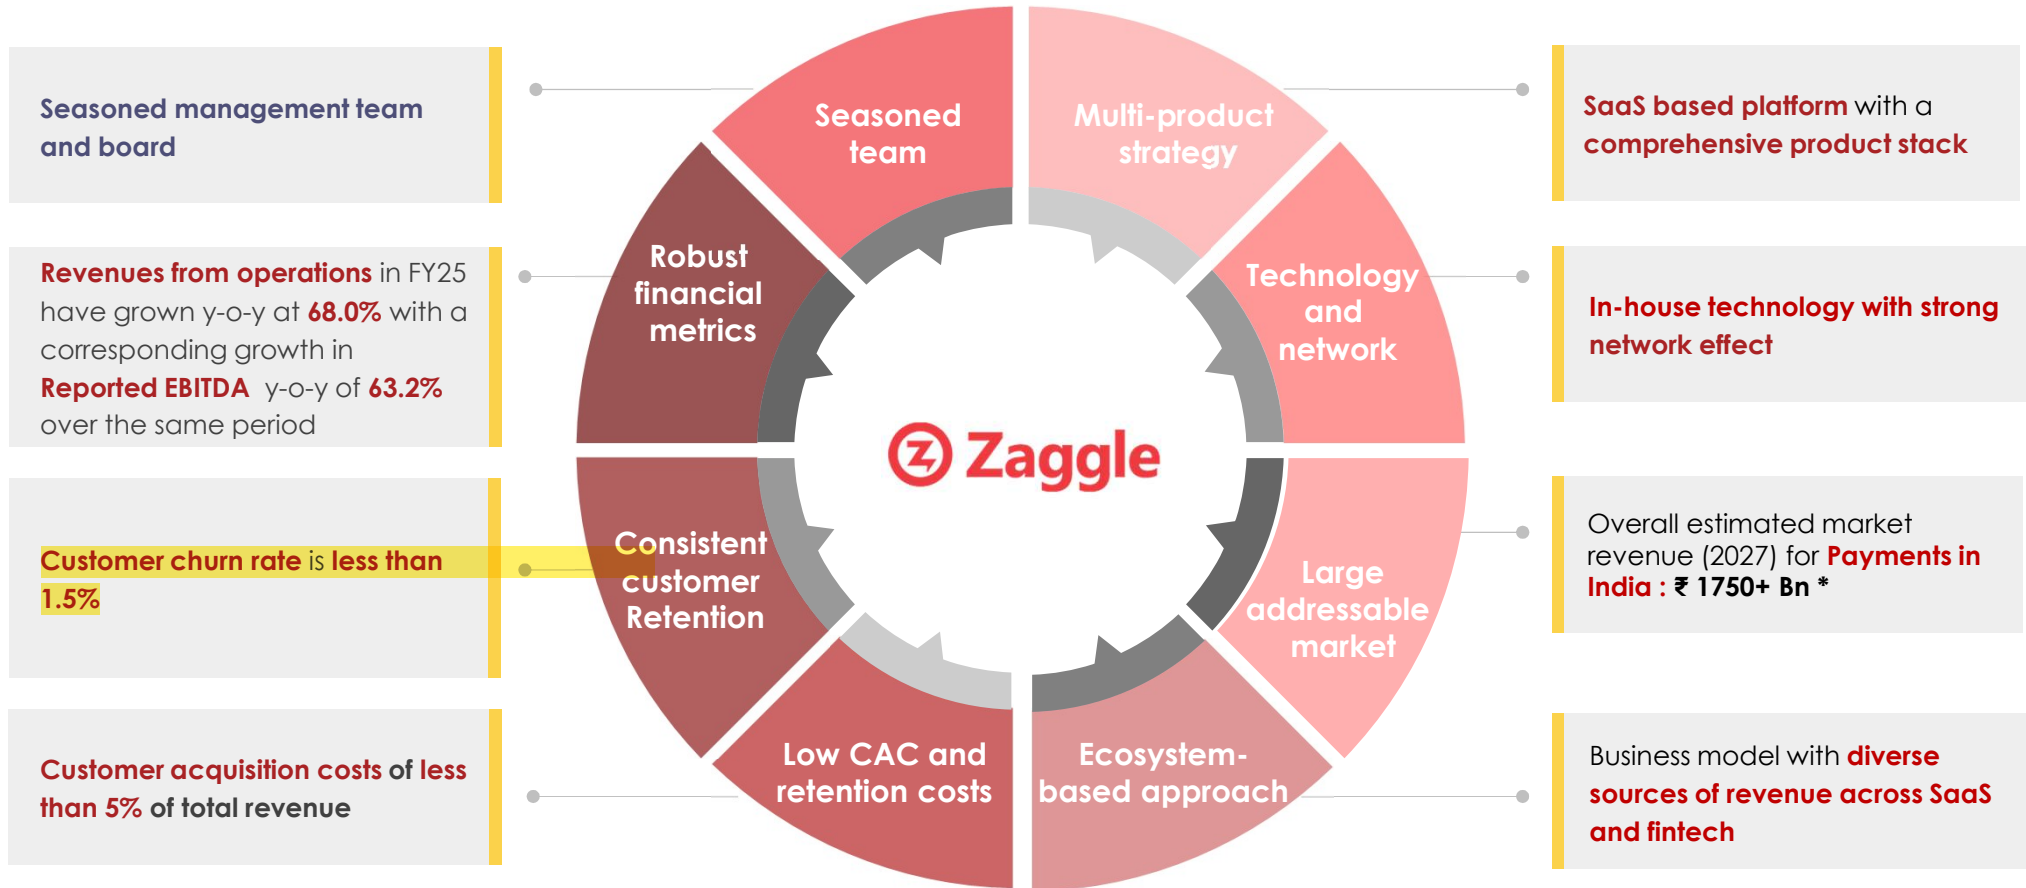 Seasoned management team
and board
Revenues from operations in FY25
have grown y-o-y at 68.0% with a
corresponding growth in
Reported EBITDA y-o-y of 63.2%
over the same period
Customer churn rate is less than
1.5%
Customer acquisition costs of less
than 5% of total revenue
Seasoned
team
Multi-product
strategy
Robust
financial
metrics
Technology
and
network
Zaggle
Consistent
customer
Retention
Large
addressable
market
Low CAC and
retention costs
Ecosystem-
based approach
SaaS based platform with a
comprehensive product stack
In-house technology with strong
network effect
Overall estimated market
revenue (2027) for Payments in
India : ₹ 1750+ Bn *
Business model with diverse
sources of revenue across SaaS
and fintech